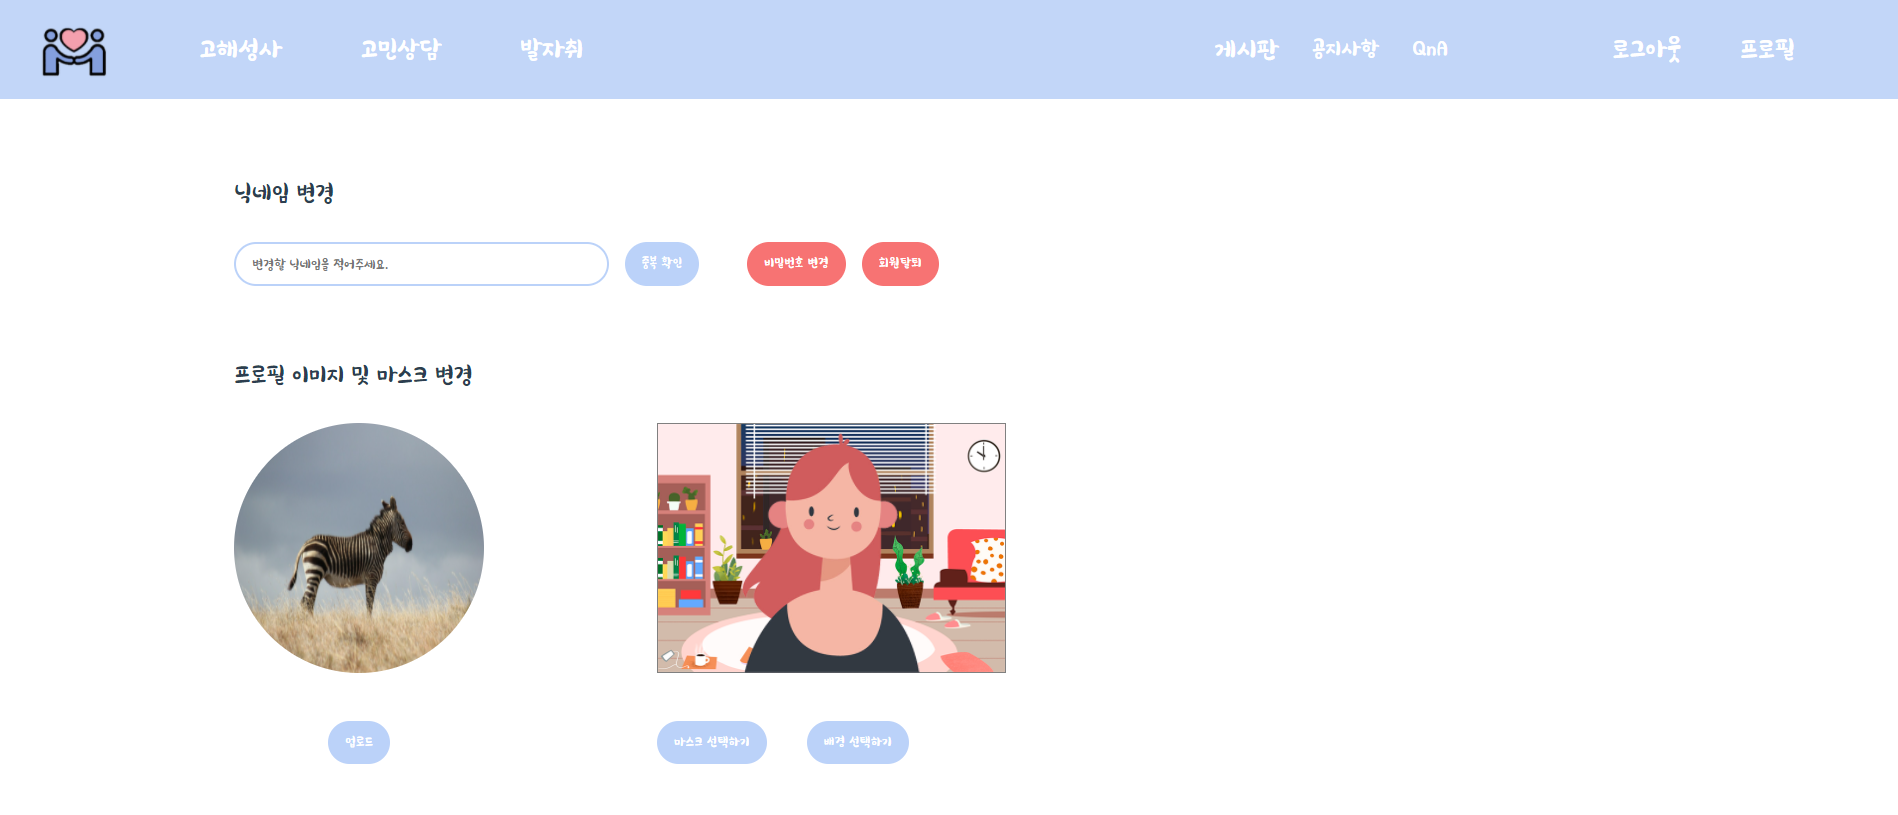 고해성사 고민상담 발자취 게시판 공지사항 QnA 로그아웃 프로필
닉네임 변경
변경할 닉네임을 적어주세요.
중복 확인 비밀번호 변경 회원탈퇴
프로필 이미지 및 마스크 변경
업로드 마스크 선택하기 배경 선택하기